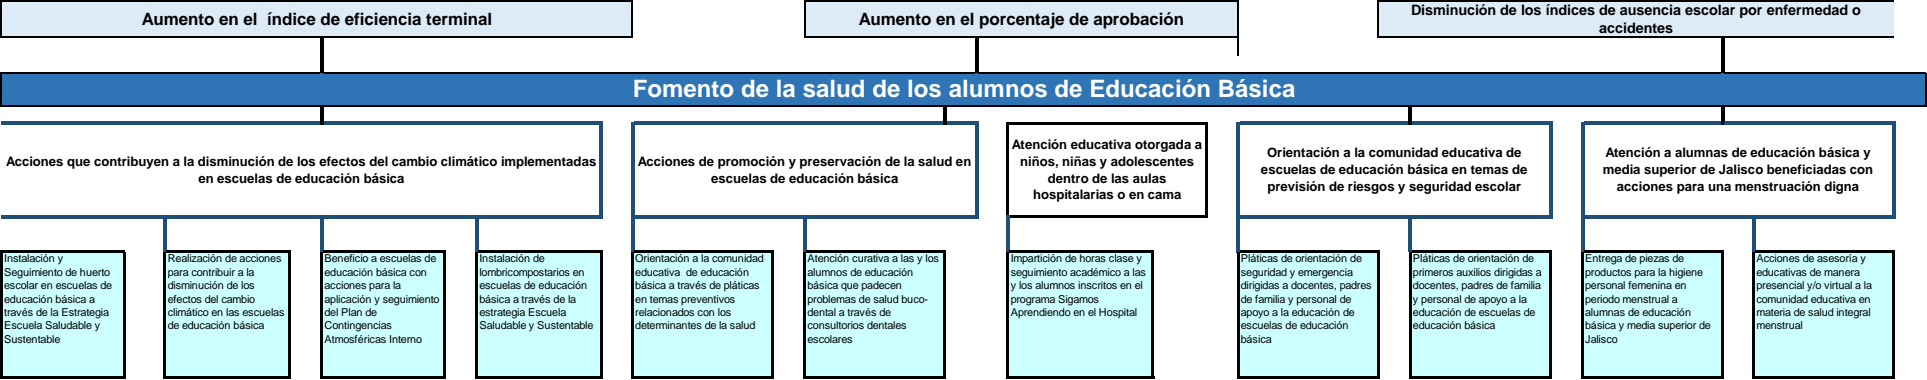 Aumento en el  índice de eficiencia terminal
Aumento en el porcentaje de aprobación
Disminución de los índices de ausencia escolar por enfermedad o
accidentes
Fomento de la salud de los alumnos de Educación Básica
Acciones que contribuyen a la disminución de los efectos del cambio climático implementadas
en escuelas de educación básica
Acciones de promoción y preservación de la salud en
escuelas de educación básica
Atención educativa otorgada a
niños, niñas y adolescentes
dentro de las aulas
hospitalarias o en cama
Orientación a la comunidad educativa de
escuelas de educación básica en temas de
previsión de riesgos y seguridad escolar
Atención a alumnas de educación básica y
media superior de Jalisco beneficiadas con
acciones para una menstruación digna
Instalación y
Seguimiento de huerto
escolar en escuelas de
educación básica a
través de la Estrategia
Escuela Saludable y
Sustentable
Realización de acciones
para contribuir a la
disminución de los
efectos del cambio
climático en las escuelas
de educación básica
Beneficio a escuelas de
educación básica con
acciones para la
aplicación y seguimiento
del Plan de
Contingencias
Atmosféricas Interno
Instalación de
lombricompostarios en
escuelas de educación
básica a través de la
estrategia Escuela
Saludable y Sustentable
Orientación a la comunidad
educativa  de educación
básica a través de pláticas
en temas preventivos
relacionados con los
determinantes de la salud
Atención curativa a las y los
alumnos de educación
básica que padecen
problemas de salud buco-
dental a través de
consultorios dentales
escolares
Impartición de horas clase y
seguimiento académico a las
y los alumnos inscritos en el
programa Sigamos
Aprendiendo en el Hospital
Pláticas de orientación de
seguridad y emergencia
dirigidas a docentes, padres
de familia y personal de
apoyo a la educación de
escuelas de educación
básica
Pláticas de orientación de
primeros auxilios dirigidas a
docentes, padres de familia
y personal de apoyo a la
educación de escuelas de
educación básica
Entrega de piezas de
productos para la higiene
personal femenina en
periodo menstrual a
alumnas de educación
básica y media superior de
Jalisco
Acciones de asesoría y
educativas de manera
presencial y/o virtual a la
comunidad educativa en
materia de salud integral
menstrual